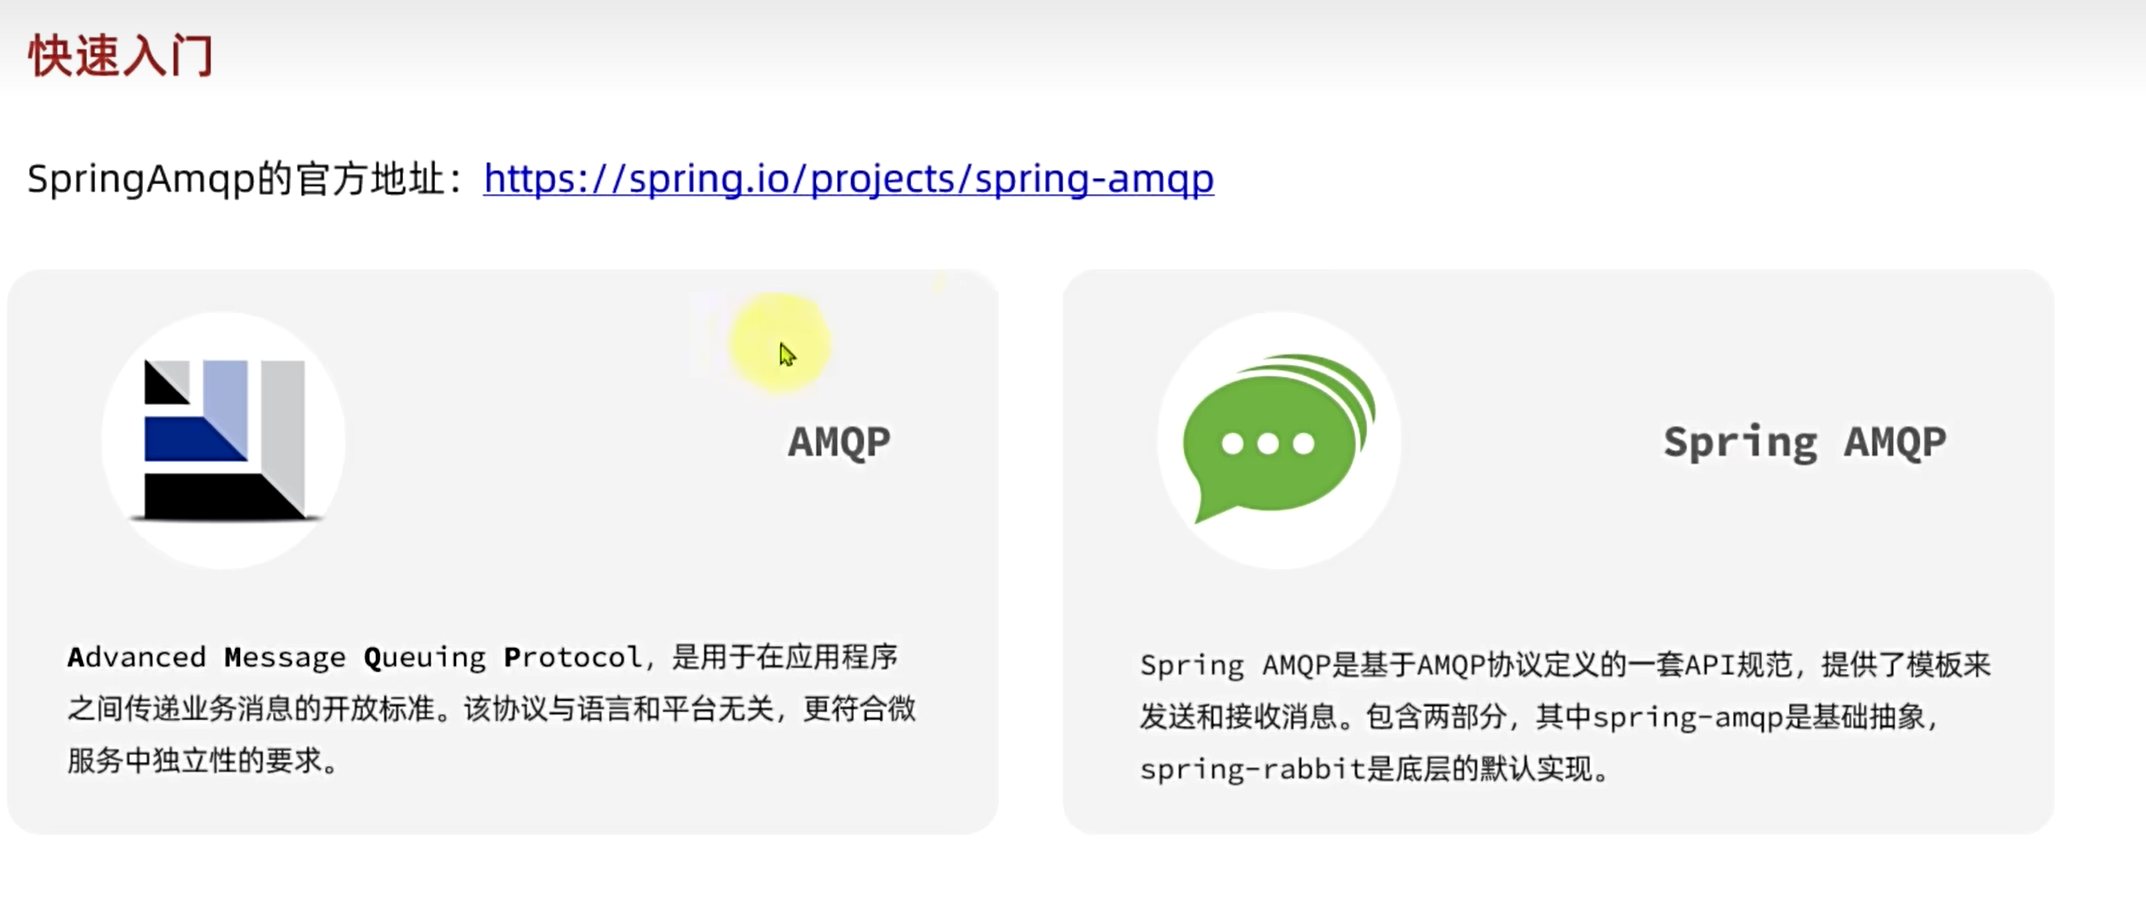 快速入门
SpringAmqp的官方地址：https://spring.io/projects/spring-amqp
AMQP
Advanced Message Queuing Protocol，是用于在应用程序
之间传递业务消息的开放标准。该协议与语言和平台无关，更符合微
服务中独立性的要求。
Spring AMQP
Spring AMQP是基于AMQP协议定义的一套API规范，提供了模板来
发送和接收消息。包含两部分，其中spring-amqp是基础抽象，
spring-rabbit是底层的默认实现。